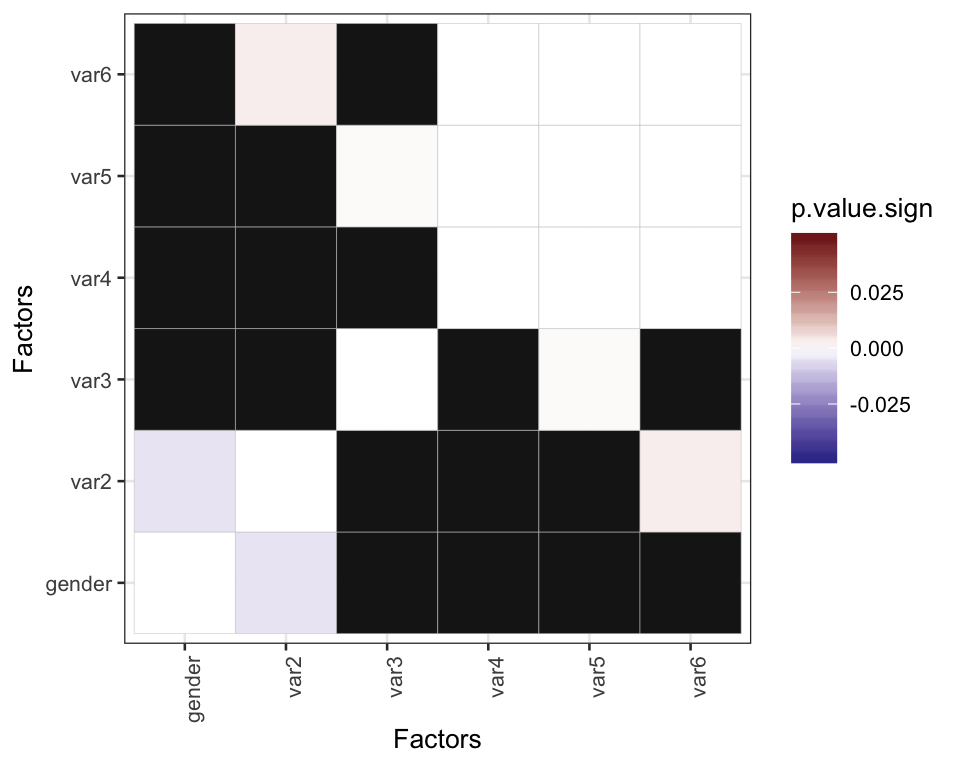 var6
var5
var4
var3
var2
gender
Factors
gender
var2
var3
var4
var5
var6
Factors
p.value.sign
0.025
0.000
-0.025